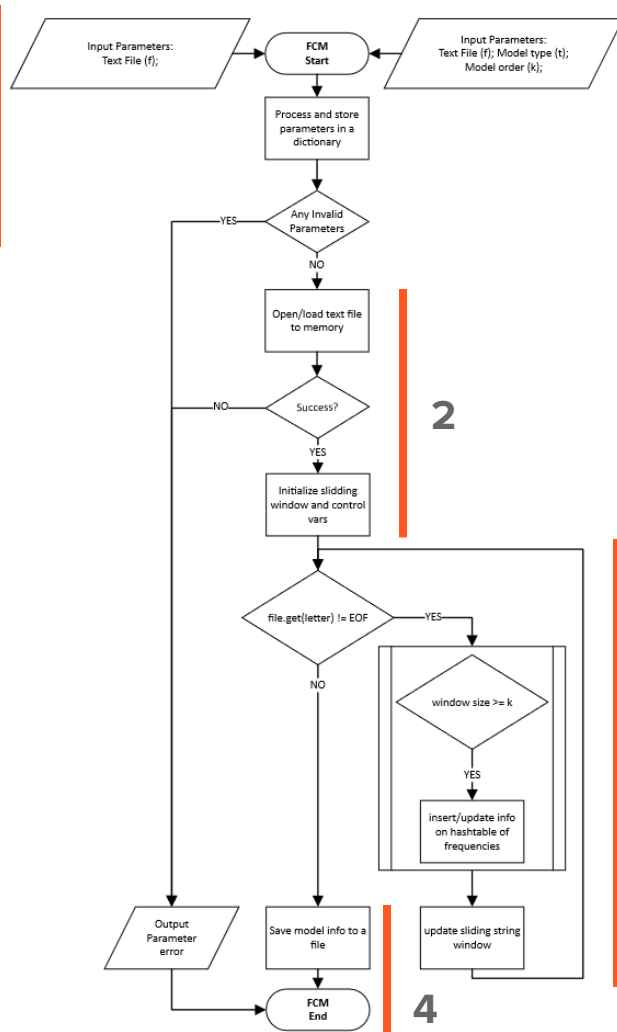 Input Parameters:
Text File (f);
FCM
Start
Input Parameters:
Text File (f); Model type (t);
Model order (k);
Process and store
parameters in a
dictionary
Any Invalid
Parameters
YES
NO
Open/load text file
to memory
Success?
NO
YES
2
Initialize slidding
window and control
vars
file.get(letter) != EOF
YES
NO
window size >= k
YES
insert/update info
on hashtable of
frequencies
Output
Parameter
error
Save model info to a
file
update sliding string
window
FCM
End
4